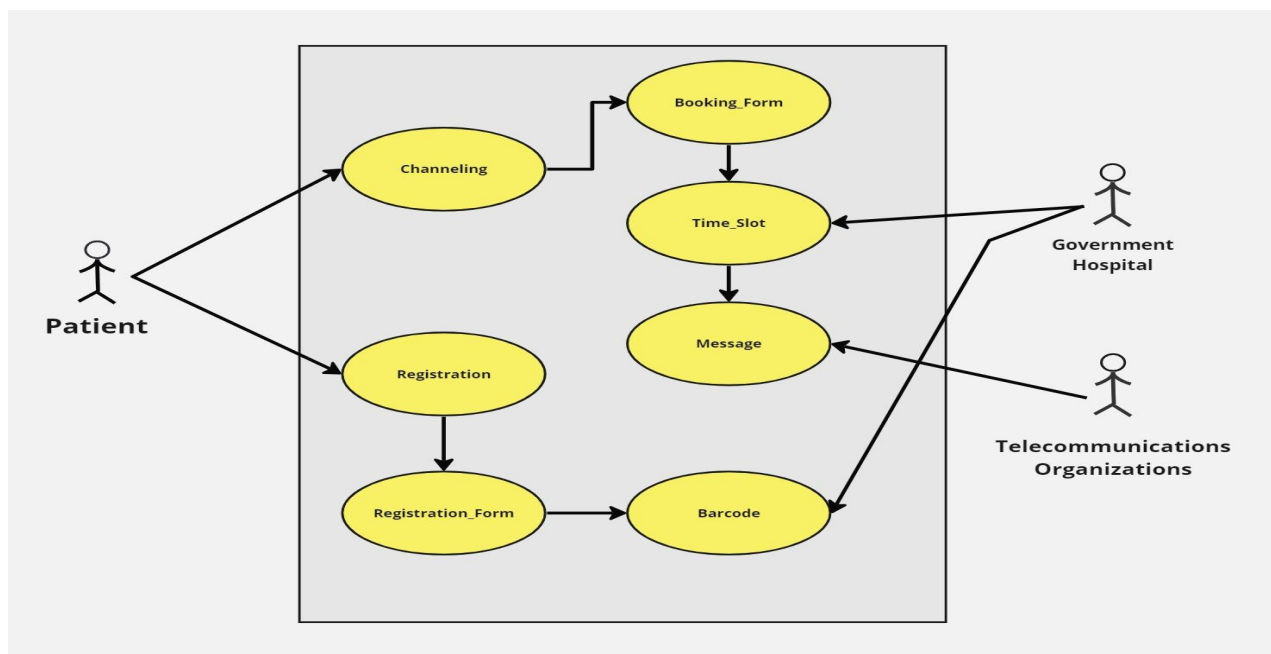 Booking_Form
Channeling
Time_Slot
Government
Hospital
Patient
Message
Registration
Telecommunications
Organizations
Registration_Form
Barcode